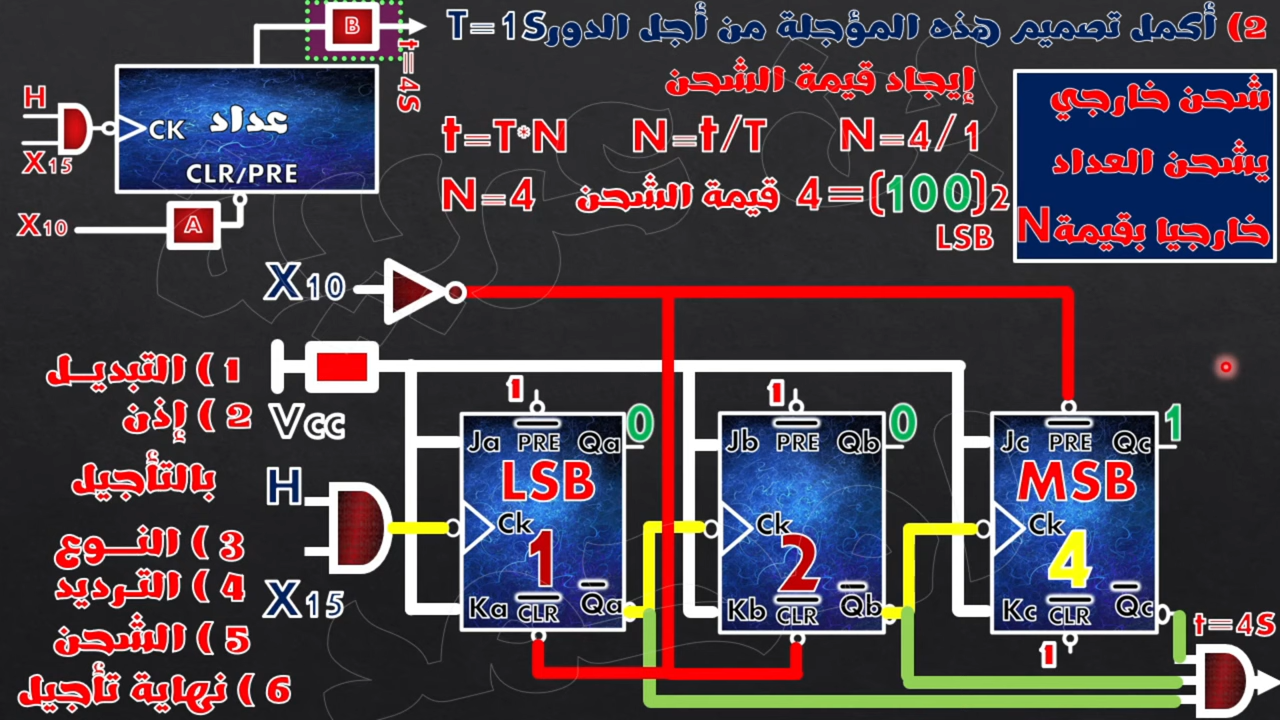 2) أكمل تصميم هذه المؤجلة من أجل الدور T=1S
B
t=4S
H
X15
CK
عداد
CLR/PRE
X10
A
إيجاد قيمة الشحن
t=T*N N=t/T N=4/1
N=4 قيمة الشحن 4=(100)2
LSB
شحن خارجي
يشحن العداد
خارجيا بقيمة N
X10
Vcc
H
X15
1 ) التبديل
2 ) إذن
بالتأجيل
3 ) النوع
4 ) الترديد
5 ) الشحن
6 ) نهاية تأجيل
1
0
Ja PRE Qa
LSB
Ck
1
Ka CLR Qa
1
0
Jb PRE Qb
Ck
2
Kb CLR Qb
1
Jc PRE Qc
MSB
Ck
4
Kc CLR Qc
1
t=4S